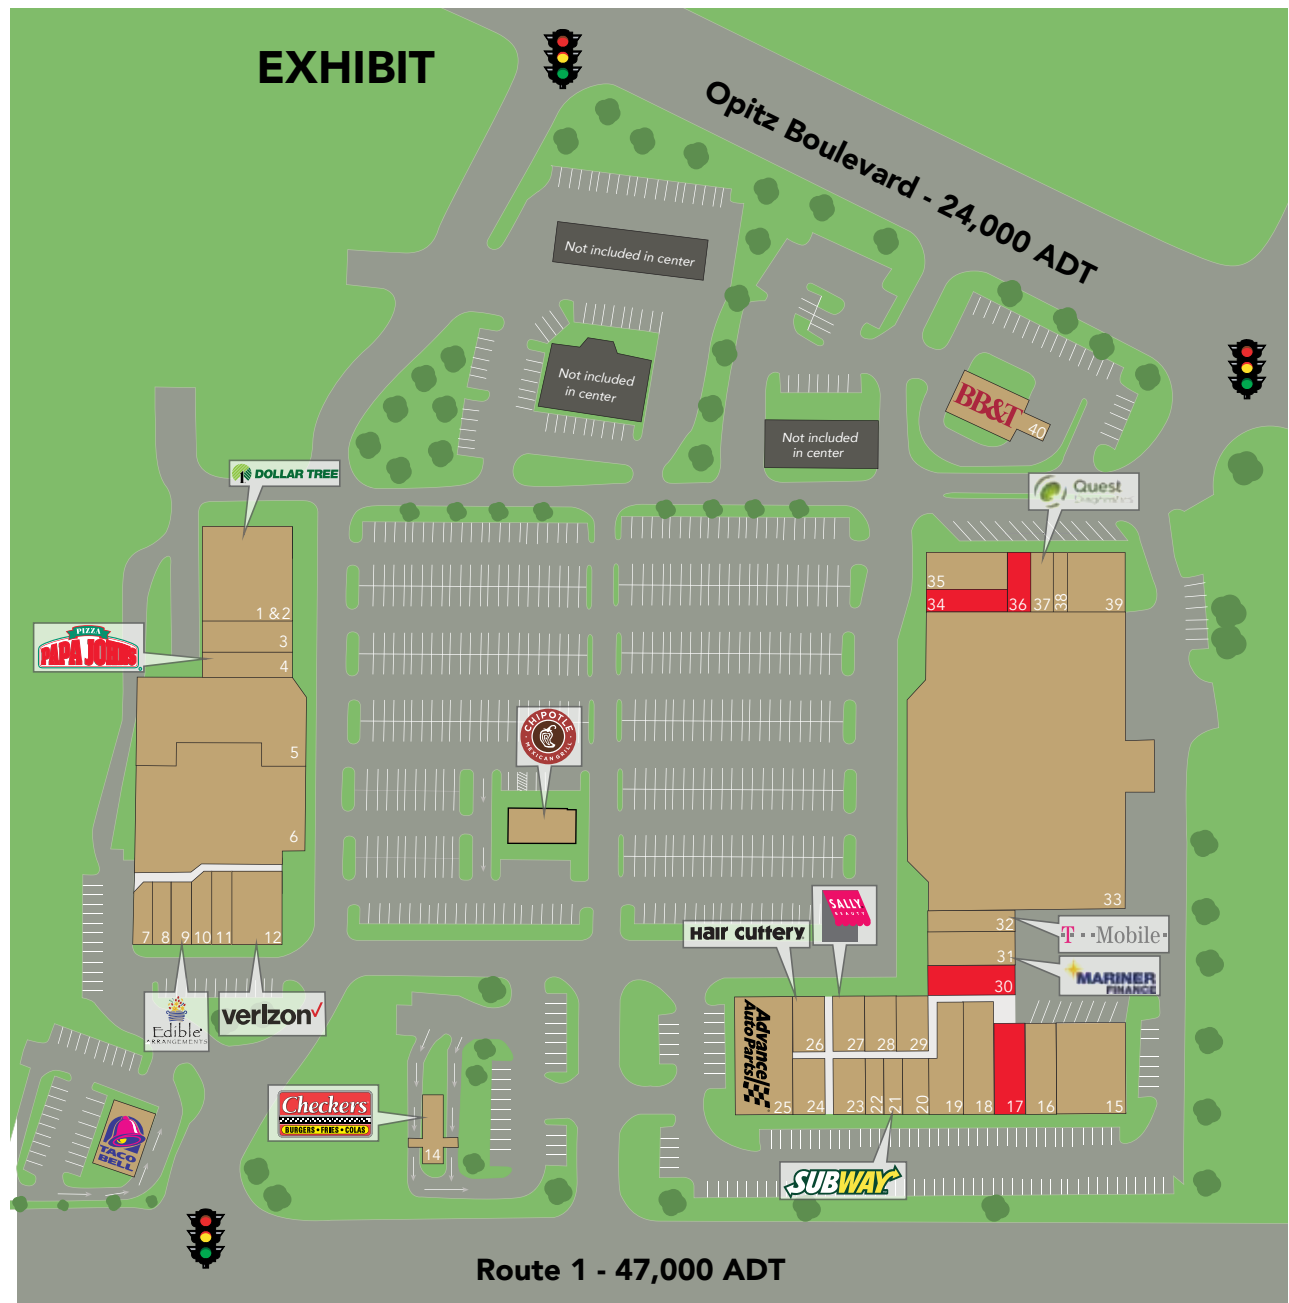 EXHIBIT
Opitz Boulevard - 24,000 ADT
Not included in center
Not included
in center
Not included
in center
BB&T
40
Quest
Diagnostics
DOLLAR TREE
1 & 2
3
4
PIZZA
PAPA JOHN'S
5
6
7
8
9
10
11
12
Edible
ARRANGEMENTS
verizon
CHIPOTLE
MEXICAN GRILL
35
34
36
37
38
39
33
32
31
30
T··Mobile·
MARINER
FINANCE
SALLY
BEAUTY
Hair Cuttery
Advance
Auto Parts
26
27
28
29
25
24
23
22
21
20
19
18
17
16
15
SUBWAY
Checkers
BURGERS • FRIES • COLAS
14
TACO
BELL
Route 1 - 47,000 ADT